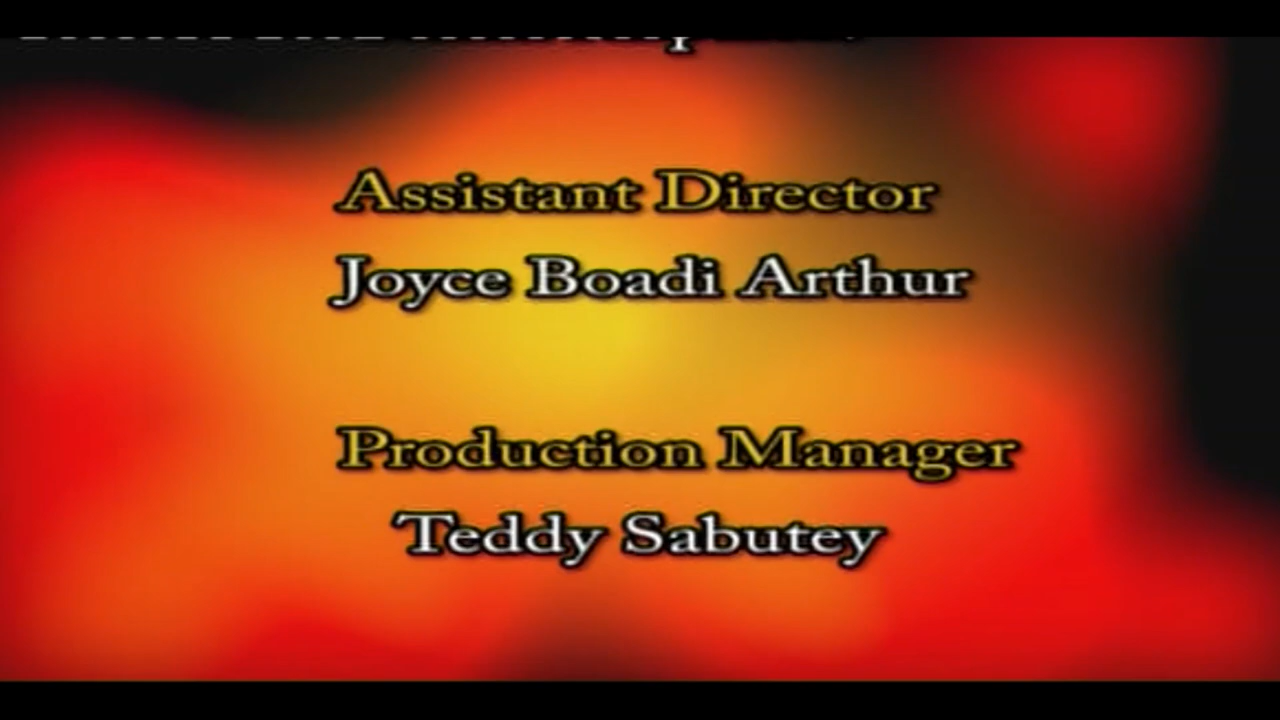 Assistant Director
Joyce Boadi Arthur
Production Manager
Teddy Sabutey